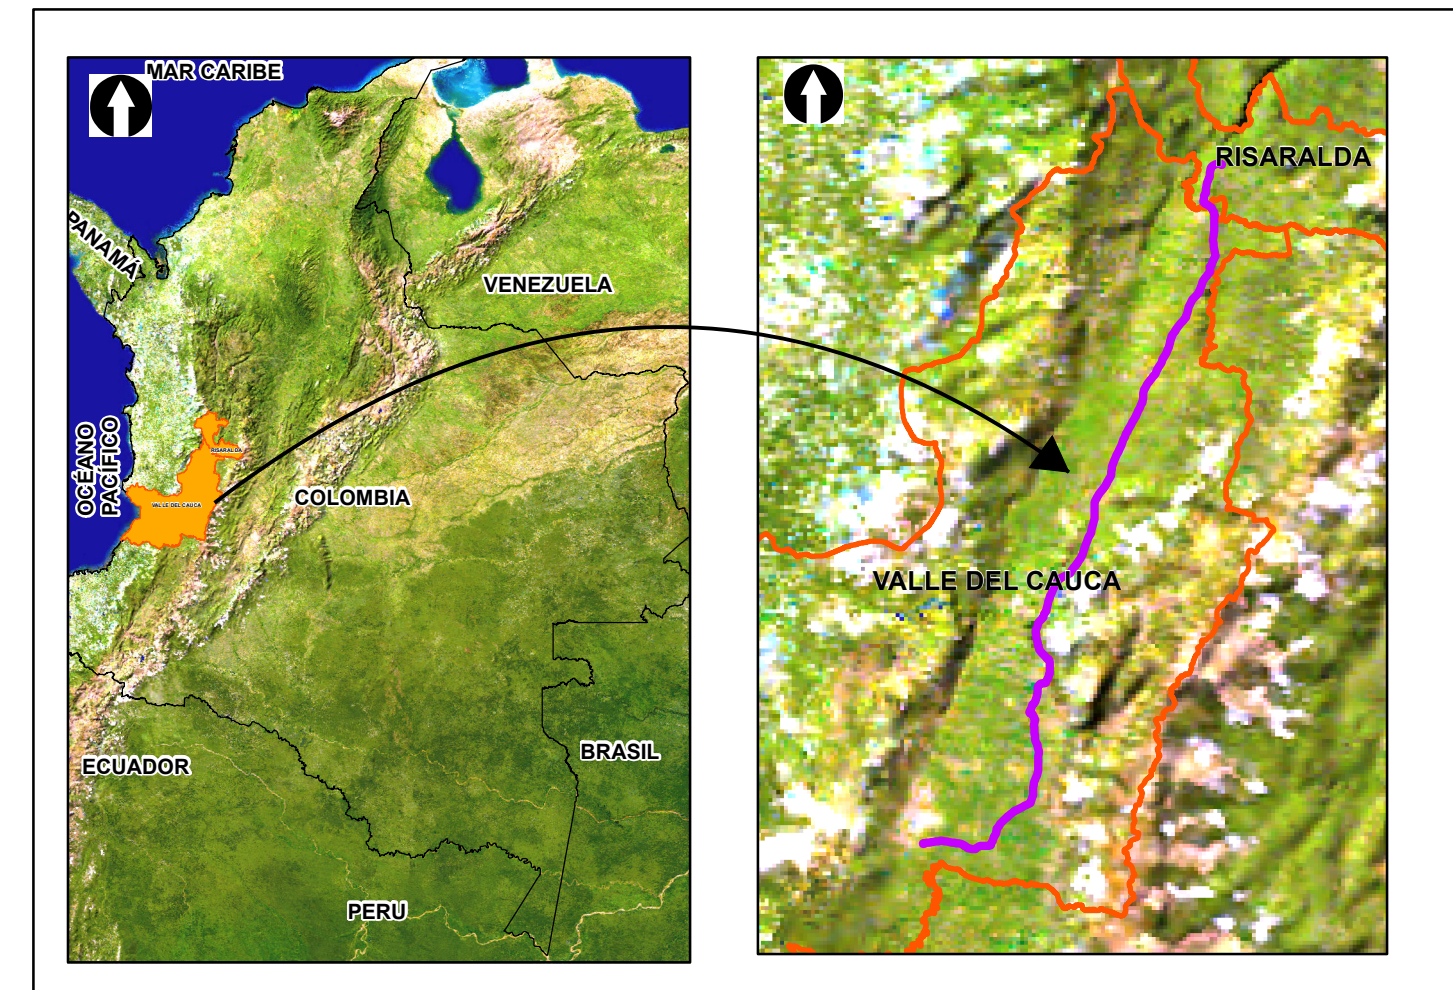 MAR CARIBE
PANAMÁ
VENEZUELA
OCÉANO
PACÍFICO
RISARALDA
VALLE DEL CAUCA
COLOMBIA
ECUADOR
BRASIL
PERU
RISARALDA
VALLE DEL CAUCA